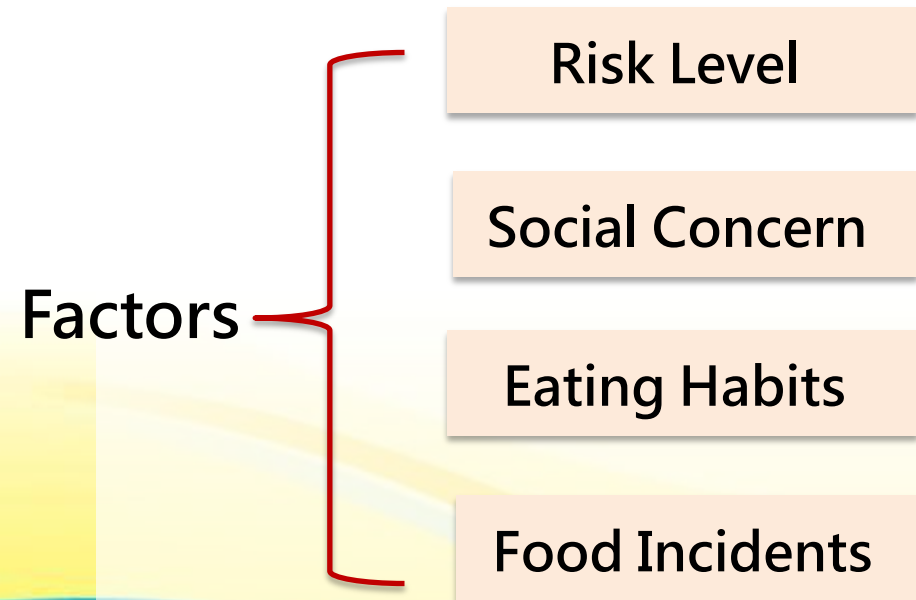 Risk Level
Social Concern
Factors
Eating Habits
Food Incidents